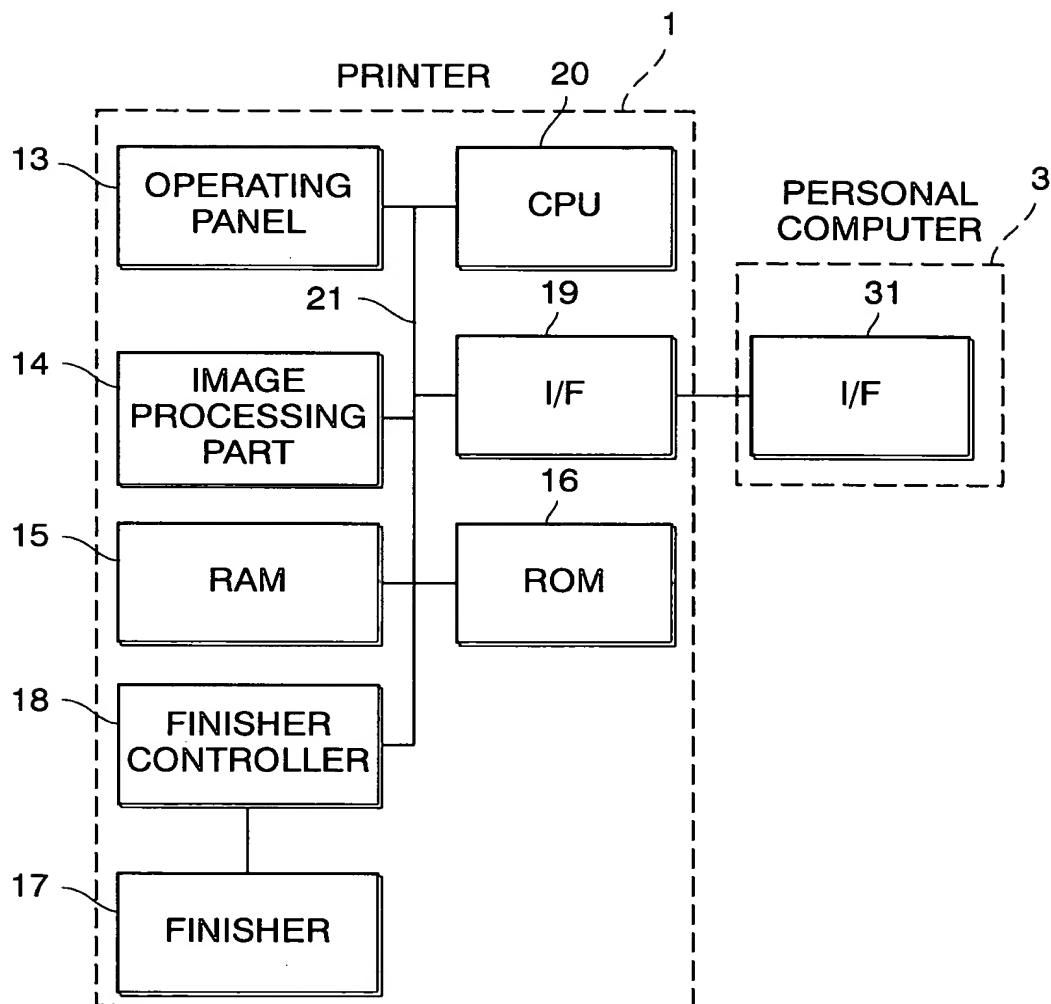 1
PRINTER
20
13
OPERATING
PANEL
CPU
PERSONAL
COMPUTER
3
21
19
31
14
IMAGE
PROCESSING
PART
I/F
I/F
16
15
RAM
ROM
18
FINISHER
CONTROLLER
17
FINISHER